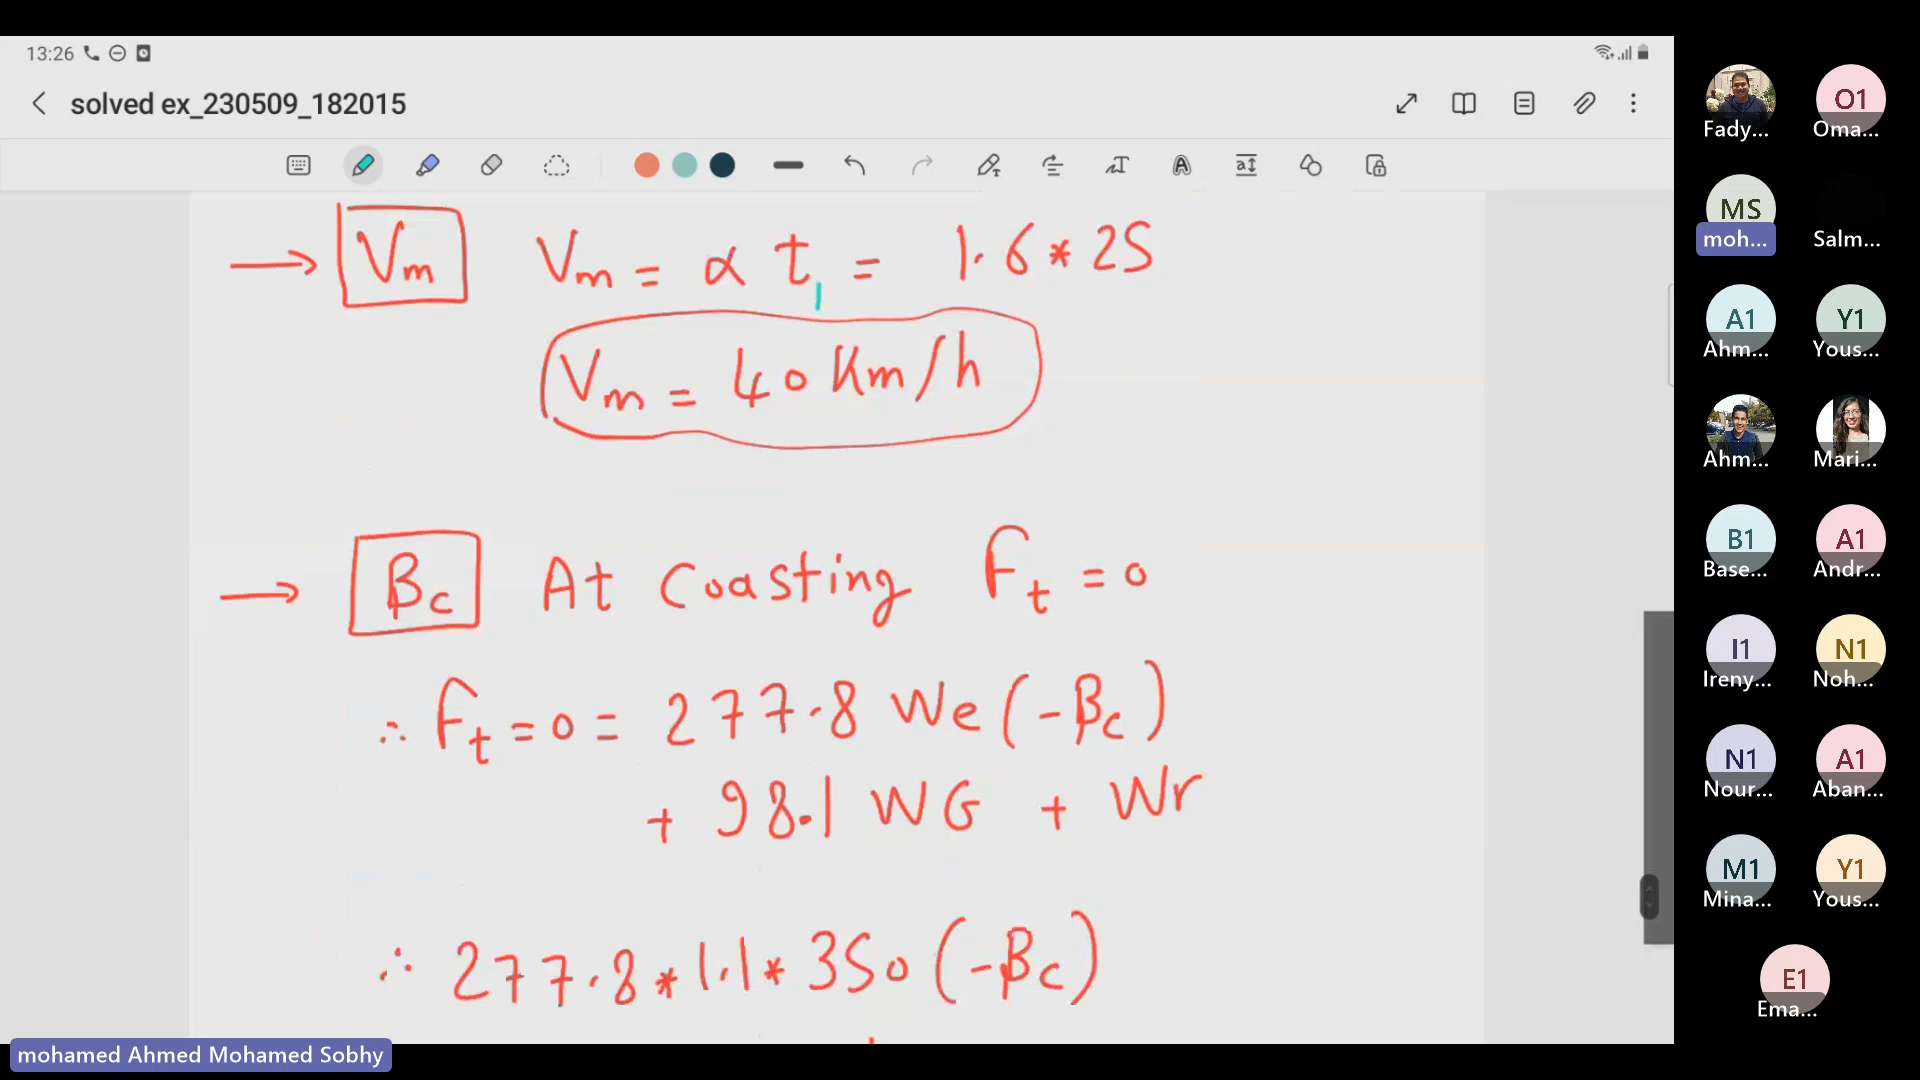 13:26
solved ex_230509_182015
→ Vm Vm = α t1 = 1.6 * 25
Vm = 40 Km/h
→ βc At Coasting Ft = 0
∴ Ft = 0 = 277.8 We (-βc)
+ 98.1 WG + Wr
∴ 277.8 * 1.1 * 350 (-βc)
mohamed Ahmed Mohamed Sobhy
Fady...
O1
Oma...
MS
moh...
Salm...
A1
Ahm...
Y1
Yous...
Ahm...
Mari...
B1
Base...
A1
Andr...
I1
Ireny...
N1
Noh...
N1
Nour...
A1
Aban...
M1
Mina...
Y1
Yous...
E1
Ema...